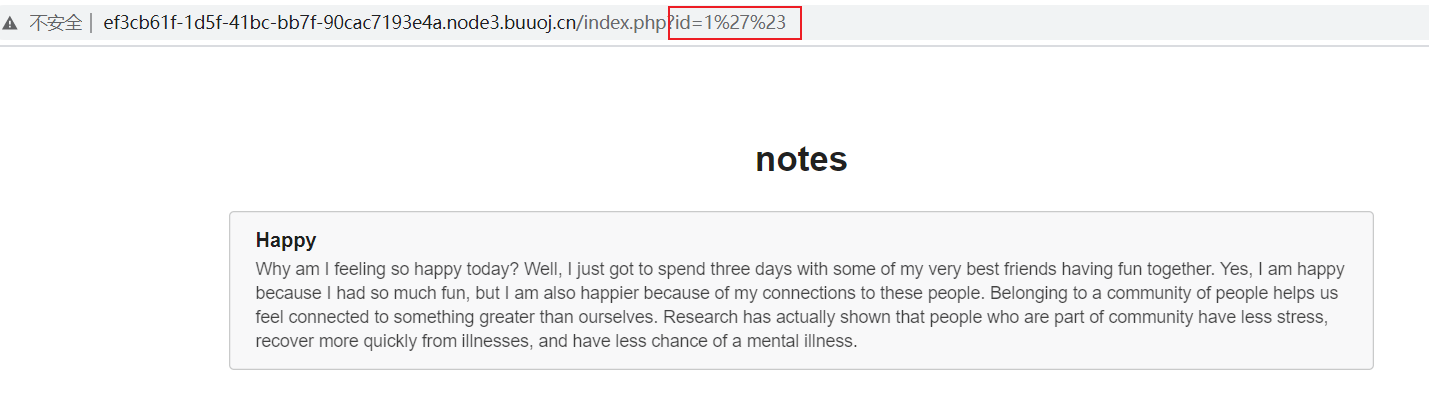 不安全 | ef3cb61f-1d5f-41bc-bb7f-90cac7193e4a.node3.buuoj.cn/index.php?id=1%27%23
notes
Happy
Why am I feeling so happy today? Well, I just got to spend three days with some of my very best friends having fun together. Yes, I am happy
because I had so much fun, but I am also happier because of my connections to these people. Belonging to a community of people helps us
feel connected to something greater than ourselves. Research has actually shown that people who are part of community have less stress,
recover more quickly from illnesses, and have less chance of a mental illness.